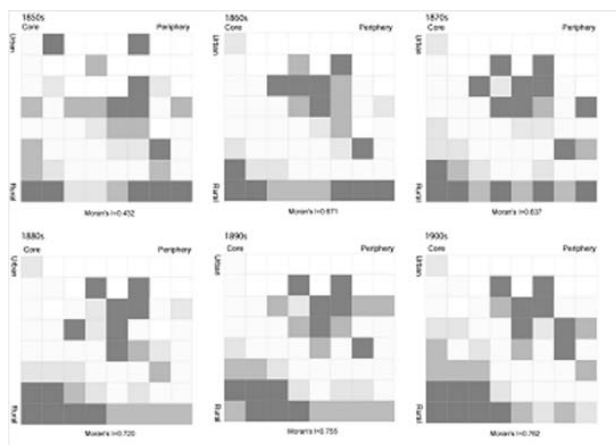 1850s
Core Periphery
Urban
Rural
Moran's I=0.432
1860s
Core Periphery
Urban
Rural
Moran's I=0.671
1870s
Core Periphery
Urban
Rural
Moran's I=0.637
1880s
Core Periphery
Urban
Rural
Moran's I=0.720
1890s
Core Periphery
Urban
Rural
Moran's I=0.755
1900s
Core Periphery
Urban
Rural
Moran's I=0.762